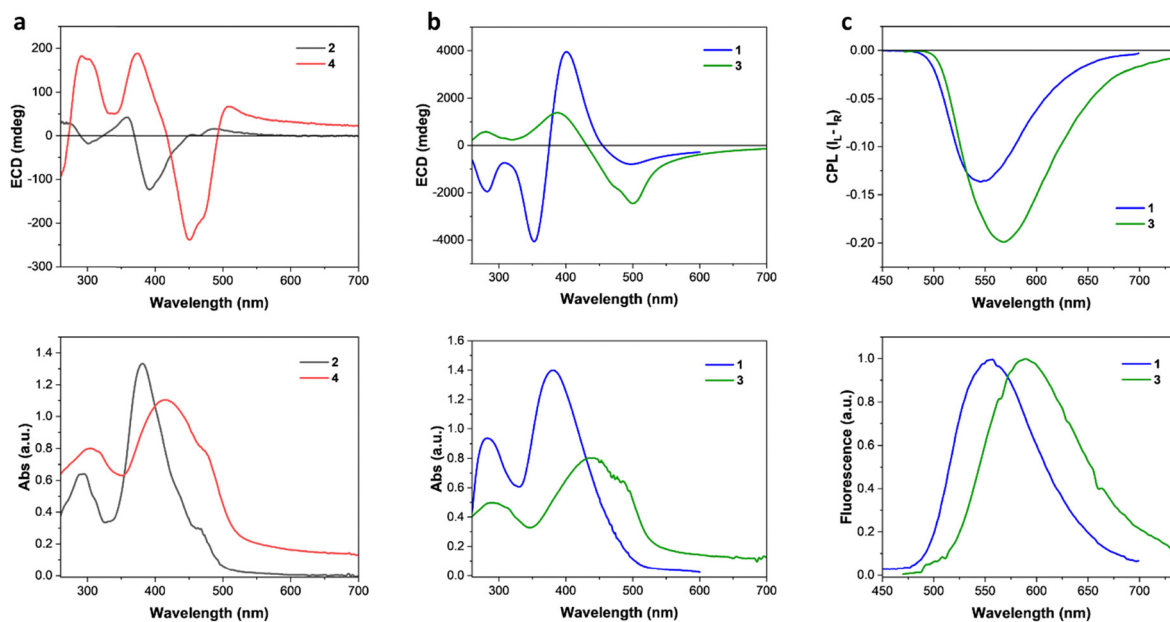 a
200
100
0
-100
-200
-300
ECD (mdeg)
2
4
300 400 500 600 700
Wavelength (nm)
b
4000
2000
0
-2000
-4000
ECD (mdeg)
1
3
300 400 500 600 700
Wavelength (nm)
c
0.00
-0.05
-0.10
-0.15
-0.20
CPL (IL - IR)
1
3
450 500 550 600 650 700
Wavelength (nm)
1.4
1.2
1.0
0.8
0.6
0.4
0.2
0.0
Abs (a.u.)
2
4
300 400 500 600 700
Wavelength (nm)
1.6
1.4
1.2
1.0
0.8
0.6
0.4
0.2
0.0
Abs (a.u.)
1
3
300 400 500 600 700
Wavelength (nm)
1.0
0.8
0.6
0.4
0.2
0.0
Fluorescence (a.u.)
1
3
450 500 550 600 650 700
Wavelength (nm)